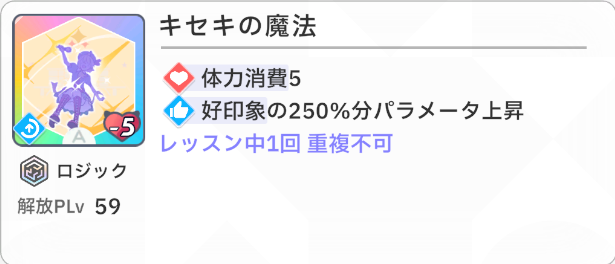 キセキの魔法
体力消費5
好印象の250%分パラメータ上昇
レッスン中1回 重複不可
-5
A
ロジック
解放PLv 59